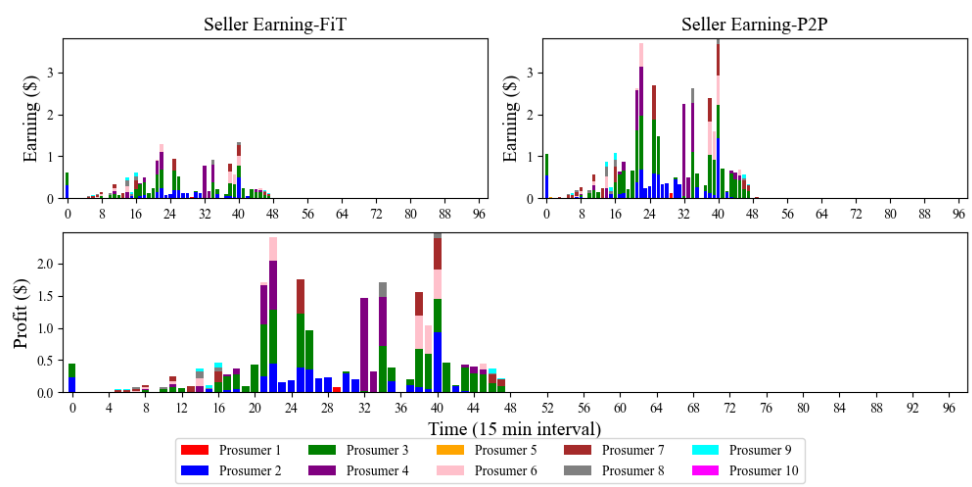 Seller Earning-FiT
Seller Earning-P2P
Earning ($)
3
2
1
0
0 8 16 24 32 40 48 56 64 72 80 88 96
Earning ($)
3
2
1
0
0 8 16 24 32 40 48 56 64 72 80 88 96
Profit ($)
2.0
1.5
1.0
0.5
0.0
0 4 8 12 16 20 24 28 32 36 40 44 48 52 56 60 64 68 72 76 80 84 88 92 96
Time (15 min interval)
Prosumer 1 Prosumer 3 Prosumer 5 Prosumer 7 Prosumer 9
Prosumer 2 Prosumer 4 Prosumer 6 Prosumer 8 Prosumer 10